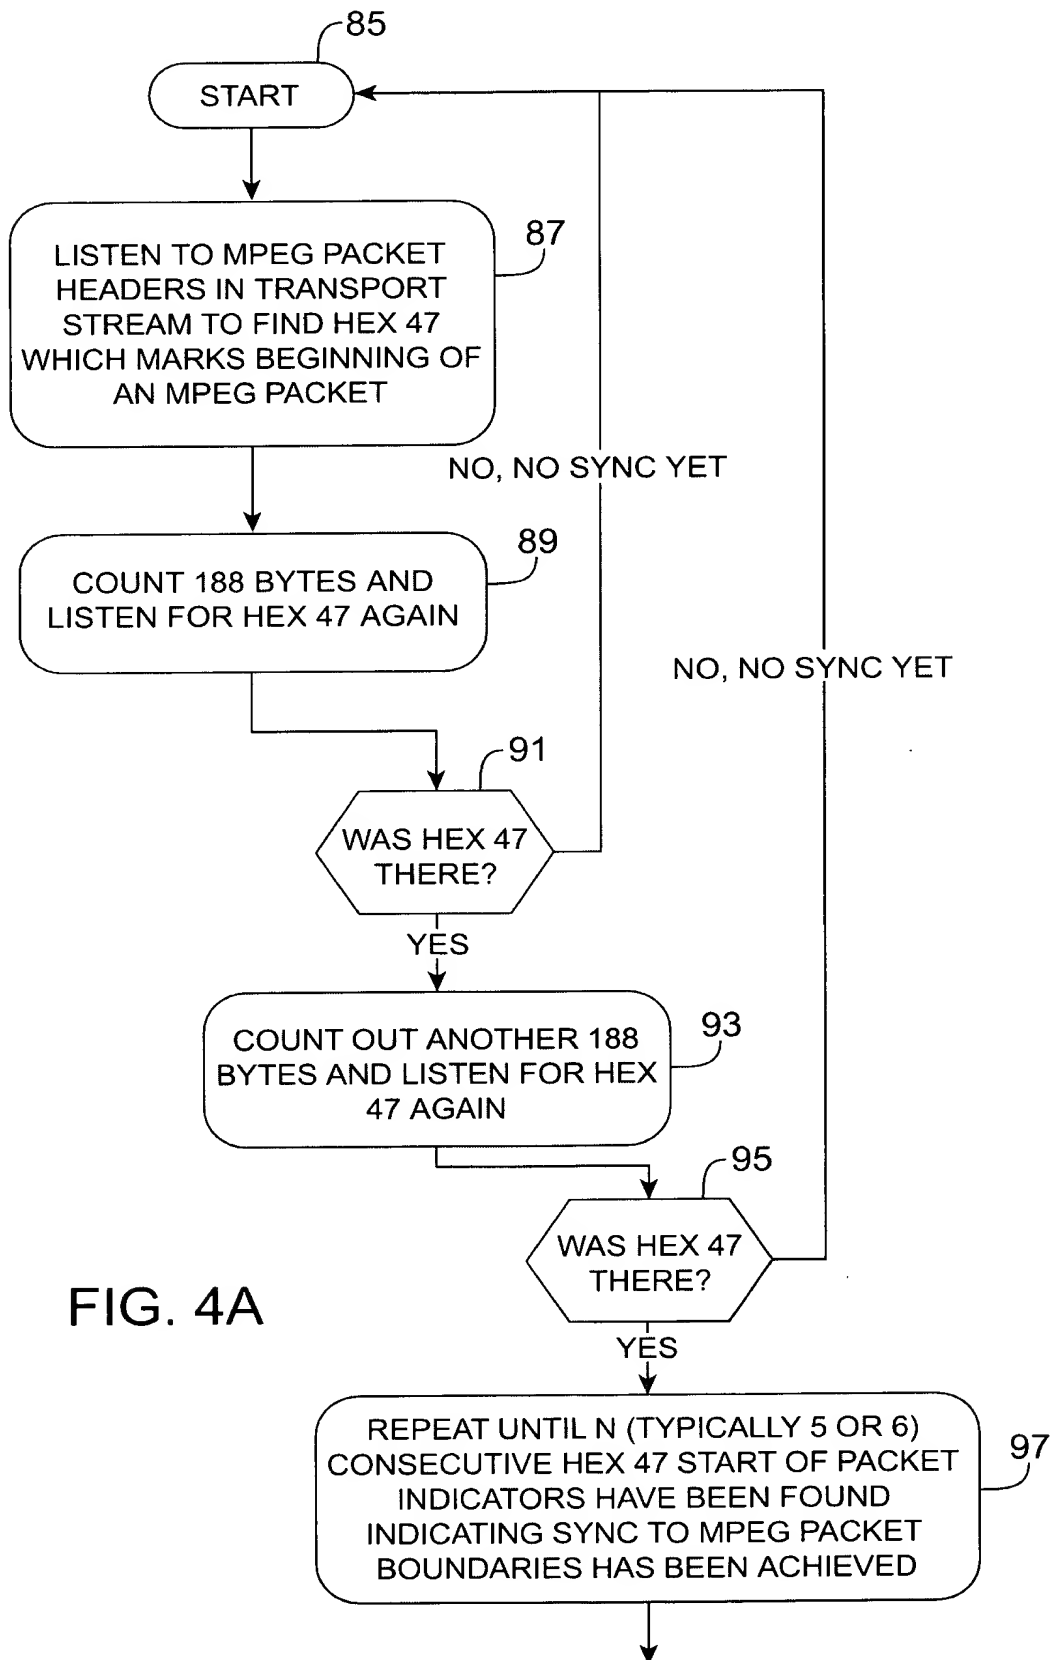 85
START
87
LISTEN TO MPEG PACKET
HEADERS IN TRANSPORT
STREAM TO FIND HEX 47
WHICH MARKS BEGINNING OF
AN MPEG PACKET
NO, NO SYNC YET
89
COUNT 188 BYTES AND
LISTEN FOR HEX 47 AGAIN
NO, NO SYNC YET
91
WAS HEX 47
THERE?
YES
93
COUNT OUT ANOTHER 188
BYTES AND LISTEN FOR HEX
47 AGAIN
95
WAS HEX 47
THERE?
FIG. 4A
YES
97
REPEAT UNTIL N (TYPICALLY 5 OR 6)
CONSECUTIVE HEX 47 START OF PACKET
INDICATORS HAVE BEEN FOUND
INDICATING SYNC TO MPEG PACKET
BOUNDARIES HAS BEEN ACHIEVED